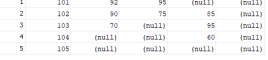 1 101 92 95 (null) (null)
2 102 90 75 85 (null)
3 103 70 (null) 95 (null)
4 104 (null) (null) 60 (null)
5 105 (null) (null) (null) (null)